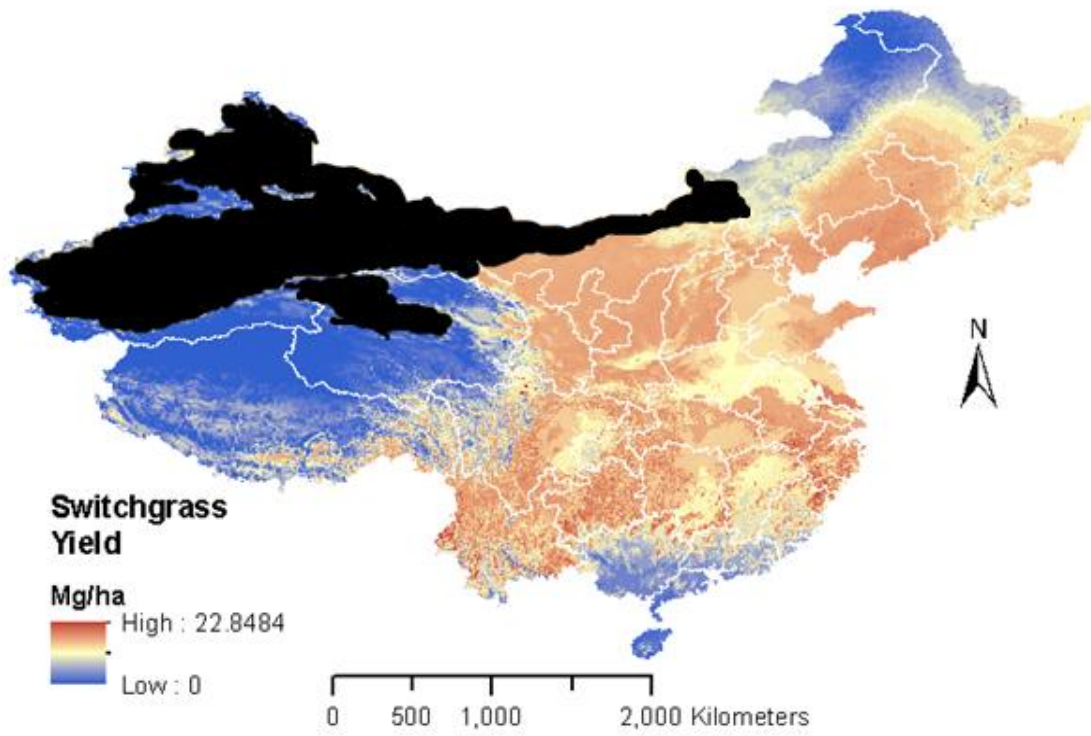 N
Switchgrass
Yield
Mg/ha
High : 22.8484
Low : 0
0 500 1,000 2,000 Kilometers